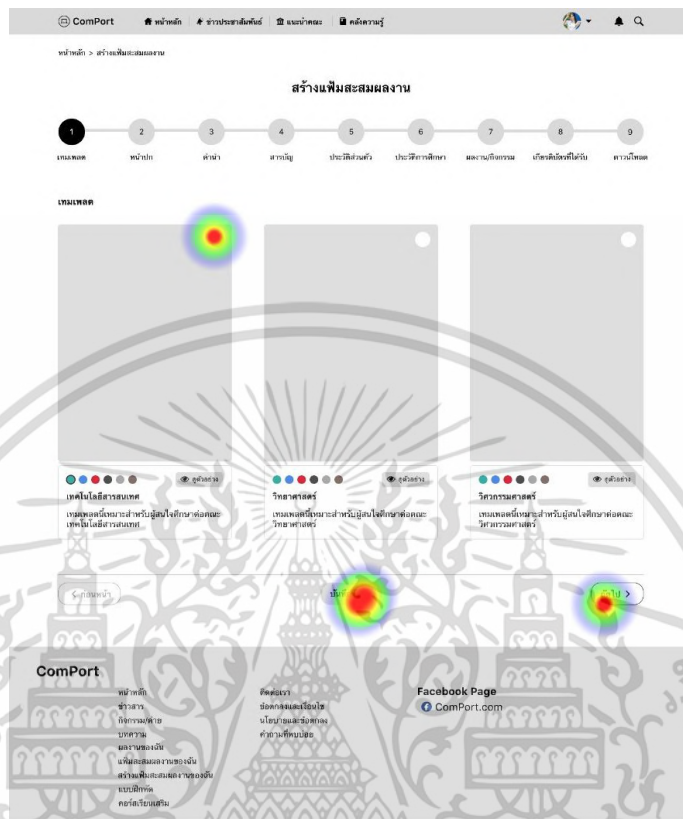 ComPort หน้าหลัก ข่าวประชาสัมพันธ์ แนะนำคณะ คลังความรู้
หน้าหลัก > สร้างแฟ้มสะสมผลงาน
สร้างแฟ้มสะสมผลงาน
1 2 3 4 5 6 7 8 9
เทมเพลต หน้าปก คำนำ สารบัญ ประวัติส่วนตัว ประวัติการศึกษา ผลงาน/กิจกรรม เกียรติบัตรที่ได้รับ ดาวน์โหลด
เทมเพลต
ดูตัวอย่าง ดูตัวอย่าง ดูตัวอย่าง
เทคโนโลยีสารสนเทศ วิทยาศาสตร์ วิศวกรรมศาสตร์
เทมเพลตนี้เหมาะสำหรับผู้สนใจศึกษาต่อคณะ เทมเพลตนี้เหมาะสำหรับผู้สนใจศึกษาต่อคณะ เทมเพลตนี้เหมาะสำหรับผู้สนใจศึกษาต่อคณะ
เทคโนโลยีสารสนเทศ วิทยาศาสตร์ วิศวกรรมศาสตร์
< ก่อนหน้า >
ComPort
หน้าหลัก ติดต่อเรา Facebook Page
ข่าวสาร ข้อตกลงและเงื่อนไข ComPort.com
กิจกรรม/ค่าย นโยบายและข้อตกลง
บทความ คำถามที่พบบ่อย
ผลงานของฉัน
แฟ้มสะสมผลงานของฉัน
สร้างแฟ้มสะสมผลงานของฉัน
แบบฝึกหัด
คอร์สเรียนเสริม